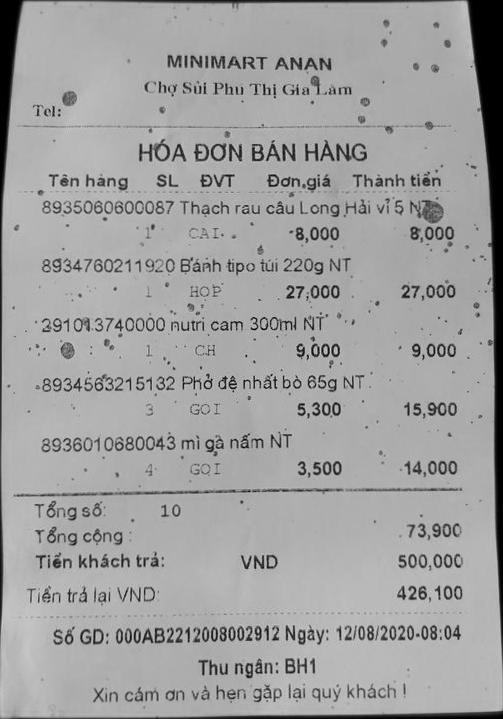 MINIMART ANAN
Chợ Sủi Phu Thị Gia Lâm
Tel:
HÓA ĐƠN BÁN HÀNG
Tên hàng SL ĐVT Đơn giá Thành tiền
8935060600087 Thạch rau câu Long Hải vỉ 5 NT
1 CAI 8,000 8,000
8934760211920 Bánh tipo túi 220g NT
1 HOP 27,000 27,000
291013740000 nutri cam 300ml NT
1 CH 9,000 9,000
8934563215132 Phở đệ nhất bò 65g NT
3 GOI 5,300 15,900
8936010680043 mì gà nấm NT
4 GOI 3,500 14,000
Tổng số: 10
Tổng cộng : 73,900
Tiền khách trả: VND 500,000
Tiền trả lại VND: 426,100
Số GD: 000AB2212008002912 Ngày: 12/08/2020-08:04
Thu ngân: BH1
Xin cám ơn và hẹn gặp lại quý khách !